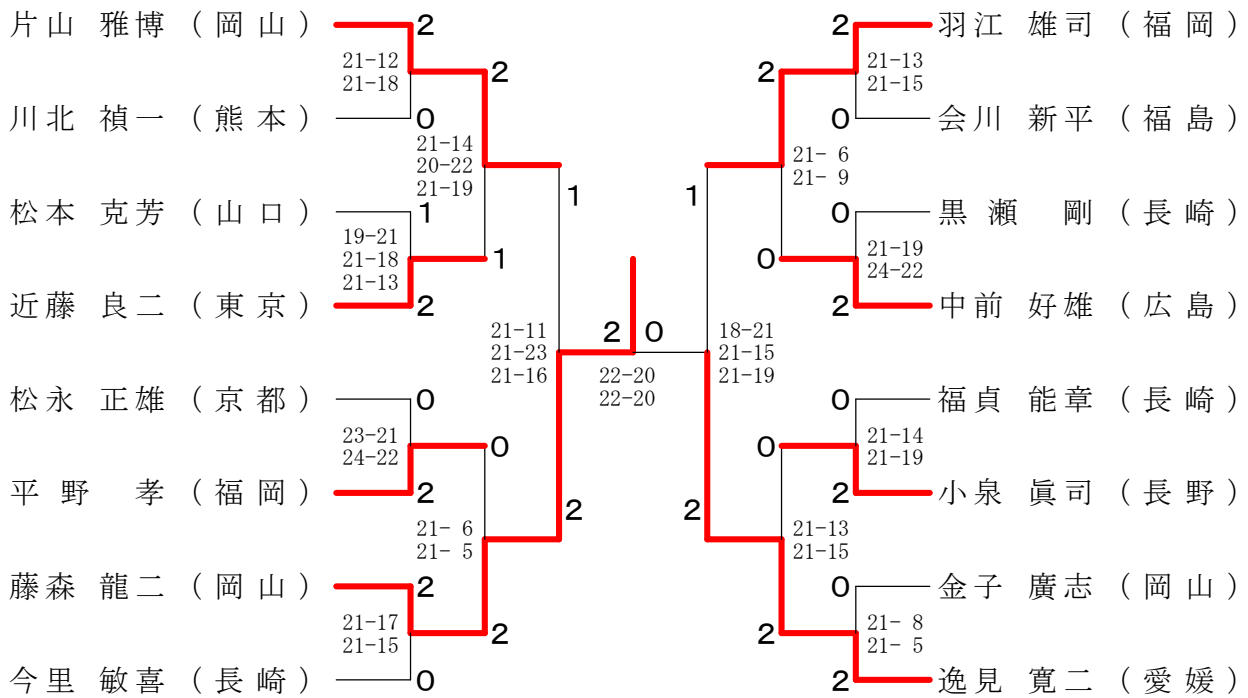 片山 雅博 (岡山) 2 2 羽江 雄司 (福岡)
21-12 2 2 21-13
21-18 21-15
川北 禎一 (熊本) 0 0 会川 新平 (福島)
21-14
20-22 21- 6
21-19 1 1 21- 9
松本 克芳 (山口) 1 0 黒瀬 剛 (長崎)
19-21 21-19
21-18 1 0 24-22
21-13
近藤 良二 (東京) 2 2 中前 好雄 (広島)
21-11 2 0 18-21
21-23 21-15
21-16 22-20 21-19
22-20
松永 正雄 (京都) 0 0 福貞 能章 (長崎)
23-21 0 0 21-14
24-22 21-19
平野 孝 (福岡) 2 2 小泉 眞司 (長野)
2 2
21- 6 21-13
21- 5 21-15
藤森 龍二 (岡山) 2 0 金子 廣志 (岡山)
21-17 2 2 21- 8
21-15 21- 5
今里 敏喜 (長崎) 0 2 逸見 寛二 (愛媛)